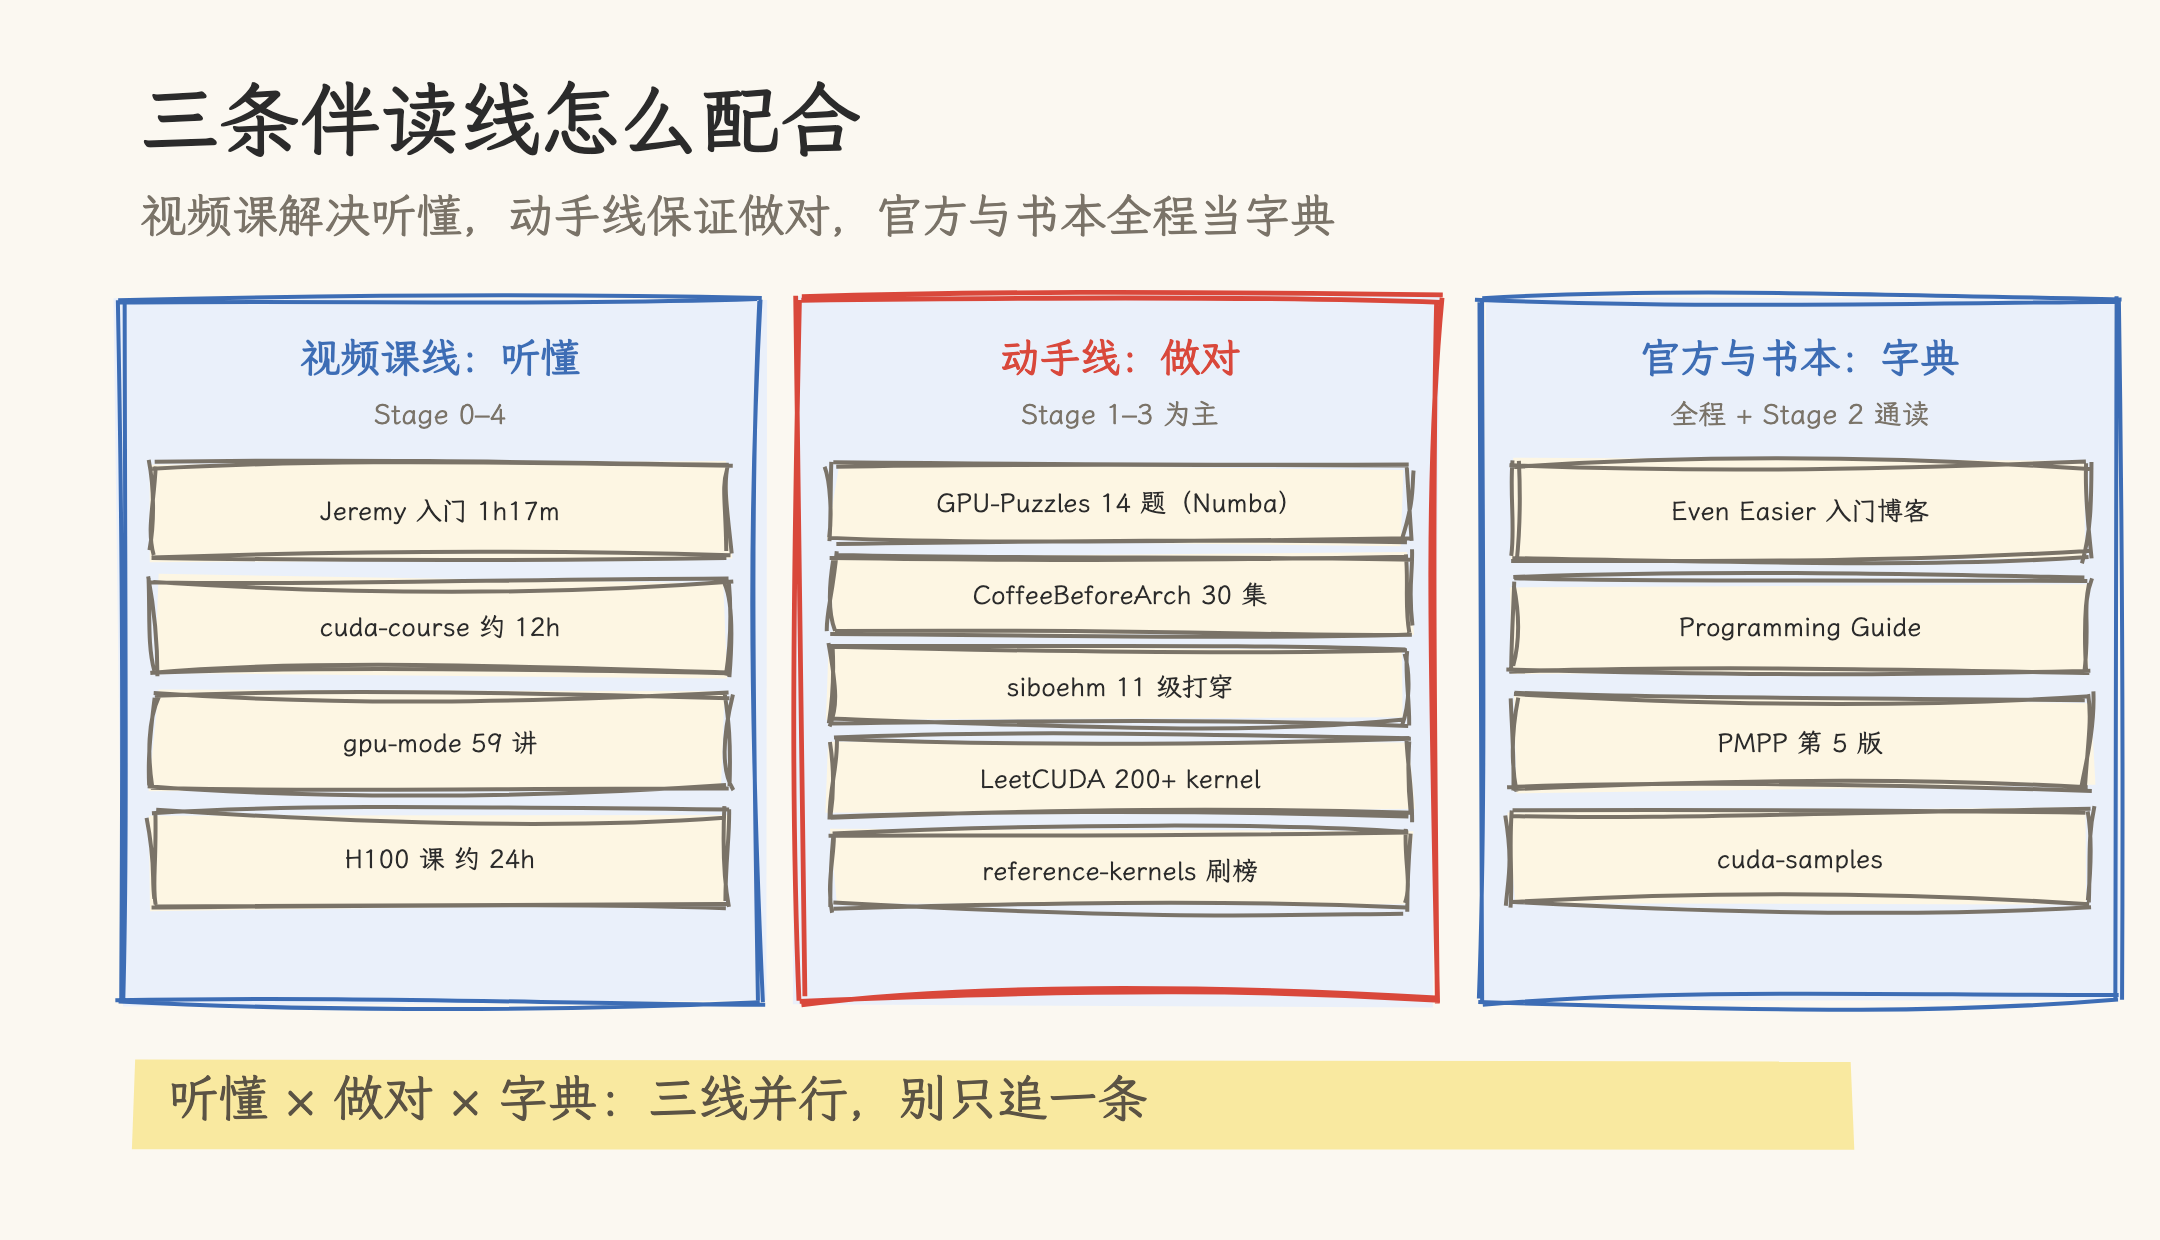 三条伴读线怎么配合
视频课解决听懂，动手线保证做对，官方与书本全程当字典
视频课线：听懂
Stage 0–4
Jeremy 入门 1h17m
cuda-course 约 12h
gpu-mode 59 讲
H100 课 约 24h
动手线：做对
Stage 1–3 为主
GPU-Puzzles 14 题（Numba）
CoffeeBeforeArch 30 集
siboehm 11 级打穿
LeetCUDA 200+ kernel
reference-kernels 刷榜
官方与书本：字典
全程 + Stage 2 通读
Even Easier 入门博客
Programming Guide
PMPP 第 5 版
cuda-samples
听懂 × 做对 × 字典：三线并行，别只追一条